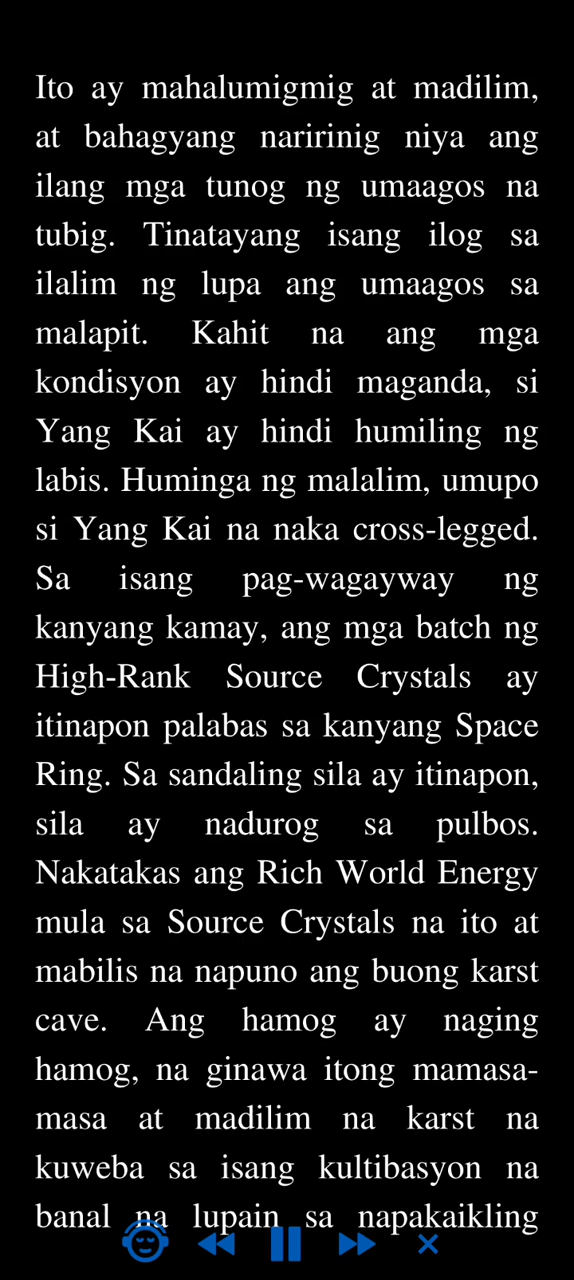 Ito ay mahalumigmig at madilim,
at bahagyang naririnig niya ang
ilang mga tunog ng umaagos na
tubig. Tinatayang isang ilog sa
ilalim ng lupa ang umaagos sa
malapit. Kahit na ang mga
kondisyon ay hindi maganda, si
Yang Kai ay hindi humiling ng
labis. Huminga ng malalim, umupo
si Yang Kai na naka cross-legged.
Sa isang pag-wagayway ng
kanyang kamay, ang mga batch ng
High-Rank Source Crystals ay
itinapon palabas sa kanyang Space
Ring. Sa sandaling sila ay itinapon,
sila ay nadurog sa pulbos.
Nakatakas ang Rich World Energy
mula sa Source Crystals na ito at
mabilis na napuno ang buong karst
cave. Ang hamog ay naging
hamog, na ginawa itong mamasa-
masa at madilim na karst na
kuweba sa isang kultibasyon na
banal na lupain sa napakaikling